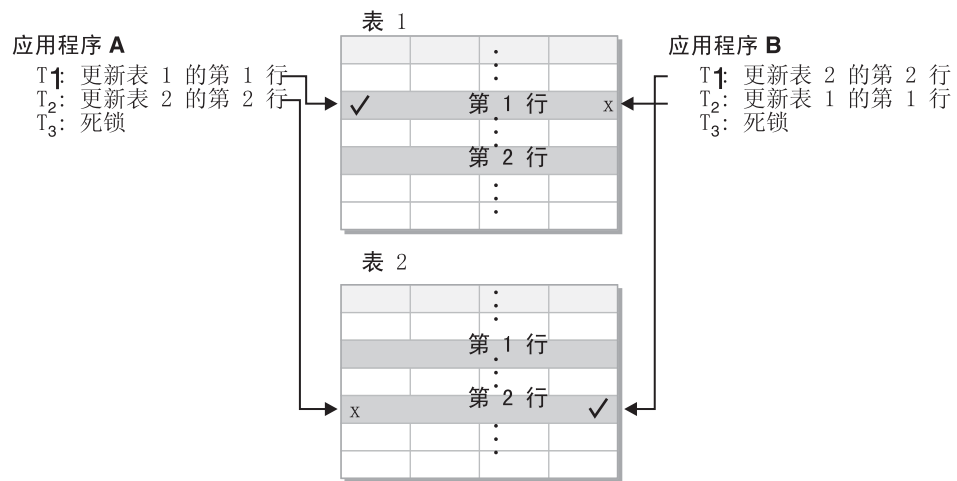 表 1
应用程序 A
T1: 更新表 1 的第 1 行
T2: 更新表 2 的第 2 行
T3: 死锁
应用程序 B
T1: 更新表 2 的第 2 行
T2: 更新表 1 的第 1 行
T3: 死锁
第 1 行 x
第 2 行
表 2
第 1 行
x 第 2 行